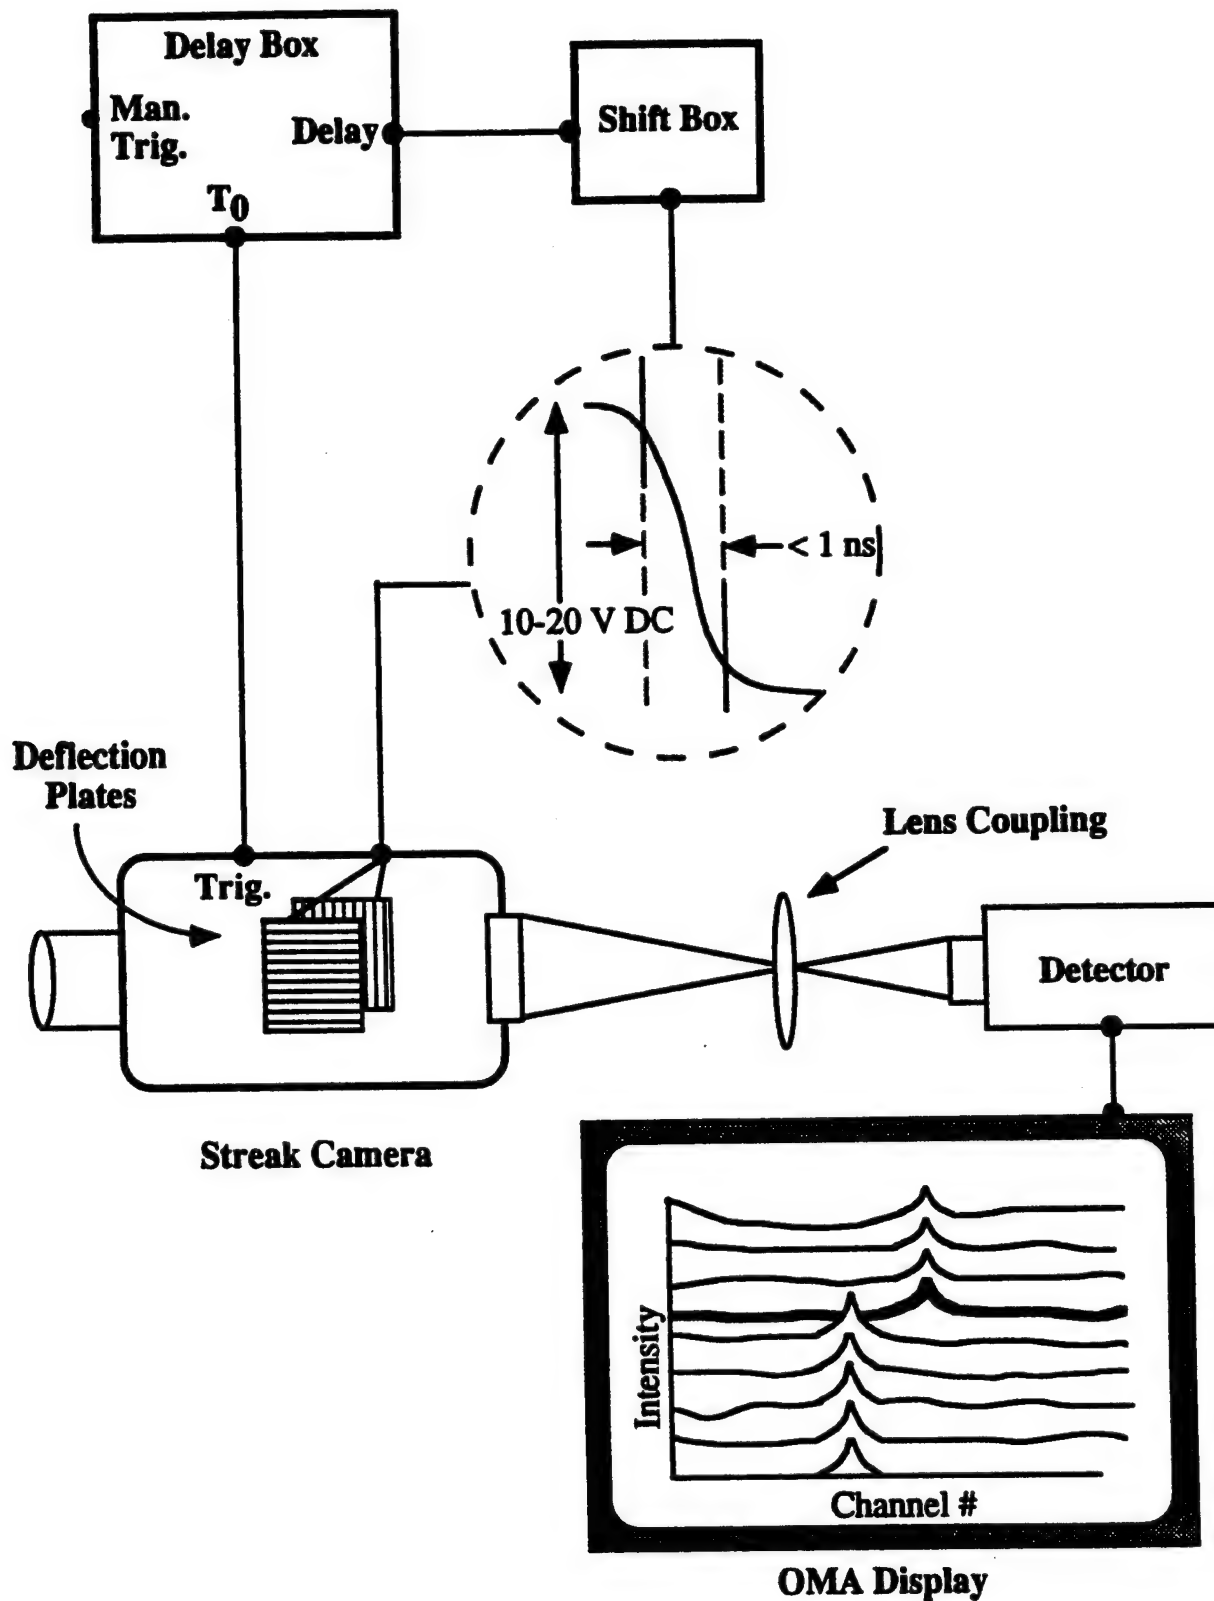 Delay Box
Man.
Trig.
Delay
T0
Shift Box
< 1 ns
10-20 V DC
Deflection
Plates
Trig.
Lens Coupling
Detector
Streak Camera
Intensity
Channel #
OMA Display